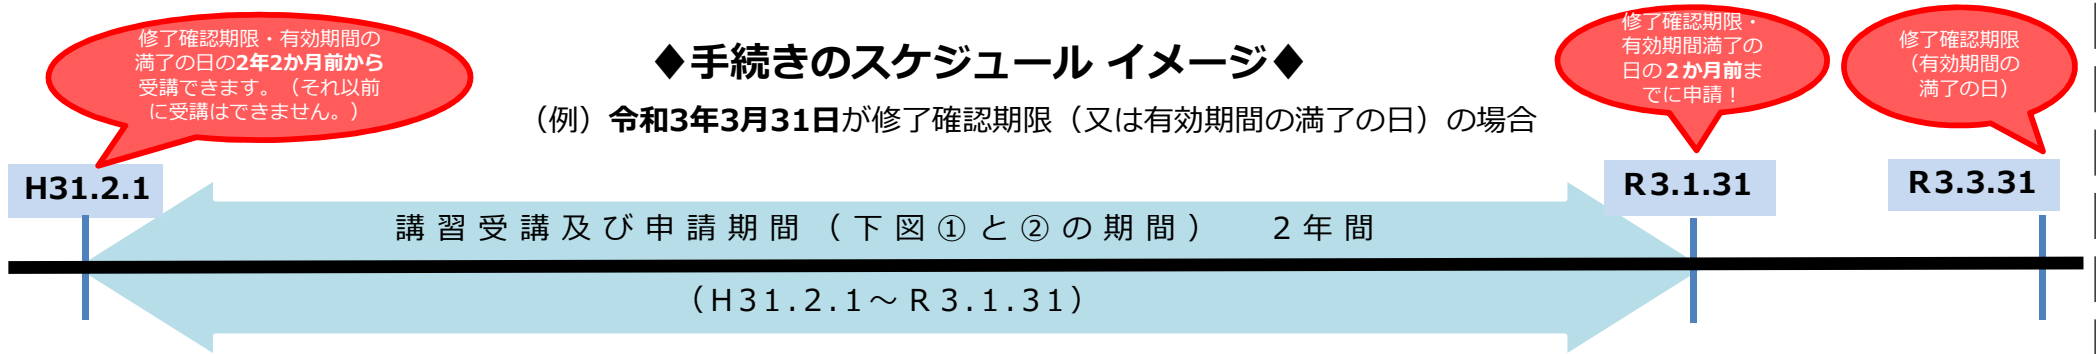 修了確認期限・有効期間の
満了の日の2年2か月前から
受講できます。（それ以前
に受講はできません。）
◆手続きのスケジュール イメージ◆
（例）令和3年3月31日が修了確認期限（又は有効期間の満了の日）の場合
修了確認期限・
有効期間満了の
日の２か月前ま
でに申請！
修了確認期限
（有効期間の
満了の日）
H31.2.1
Ｒ3.1.31
Ｒ3.3.31
講習受講及び申請期間（下図①と②の期間）　２年間
（Ｈ31.2.1～Ｒ3.1.31）